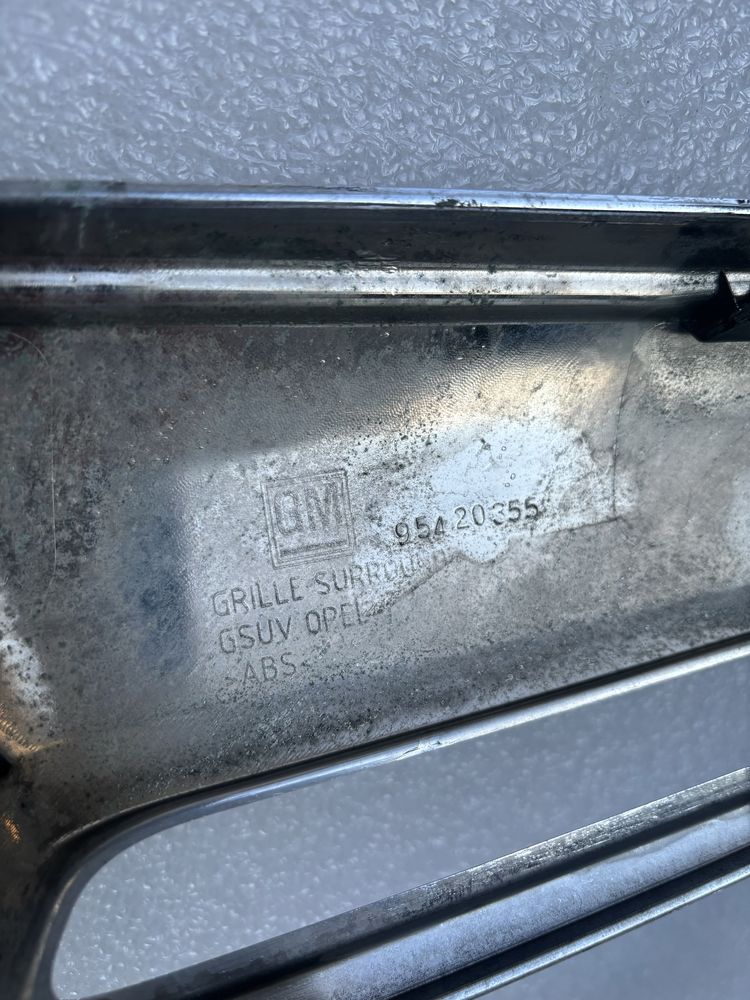 GM
95420355
GRILLE SURROUND
GSUV OPEL
>ABS<